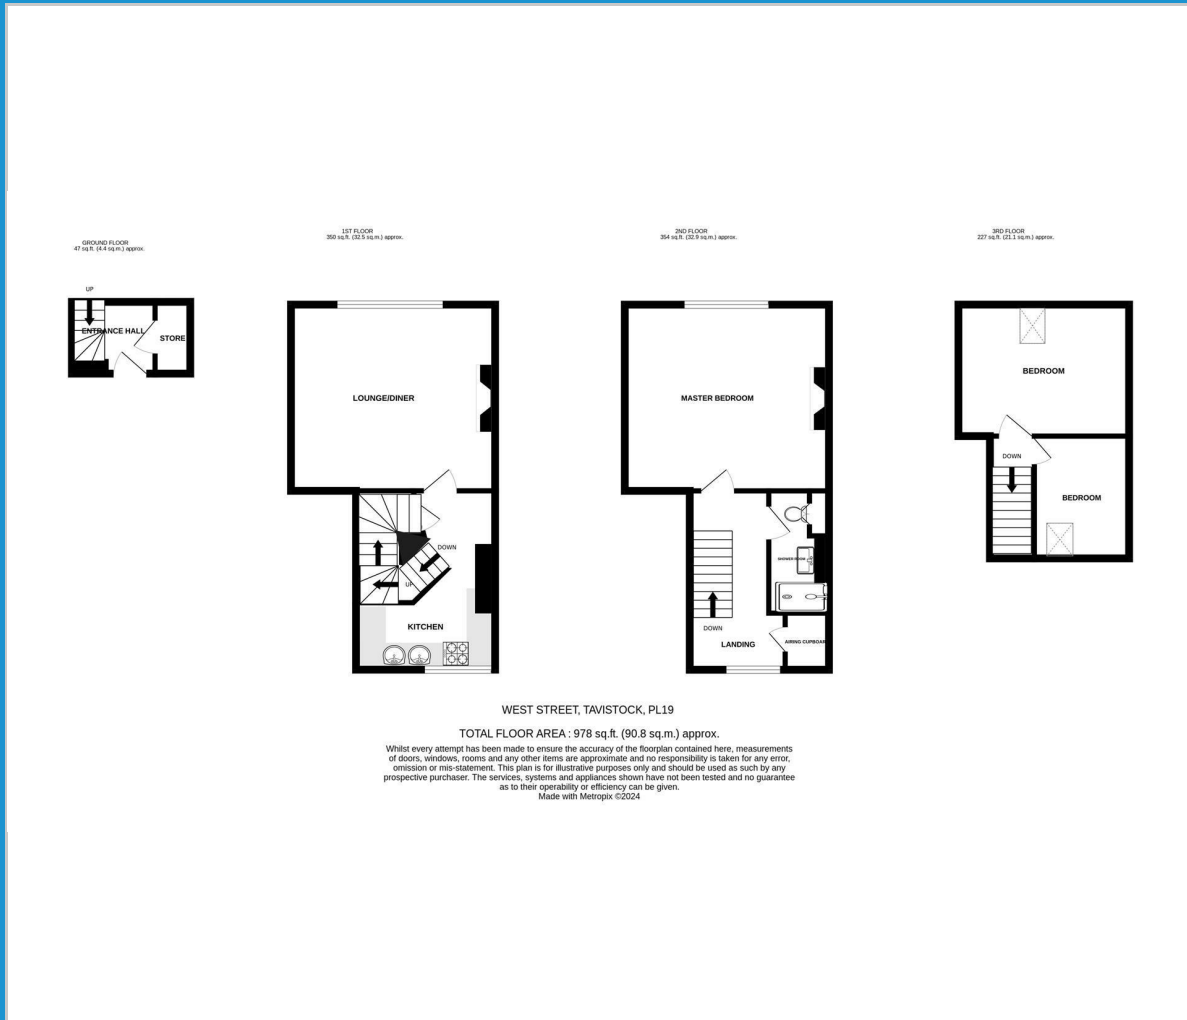 GROUND FLOOR
47 sq.ft. (4.4 sq.m.) approx.
UP
ENTRANCE HALL
STORE
1ST FLOOR
350 sq.ft. (32.5 sq.m.) approx.
LOUNGE/DINER
DOWN
UP
KITCHEN
2ND FLOOR
354 sq.ft. (32.9 sq.m.) approx.
MASTER BEDROOM
SHOWER ROOM
DOWN
LANDING
AIRING CUPBOARD
3RD FLOOR
227 sq.ft. (21.1 sq.m.) approx.
BEDROOM
DOWN
BEDROOM
WEST STREET, TAVISTOCK, PL19
TOTAL FLOOR AREA : 978 sq.ft. (90.8 sq.m.) approx.
Whilst every attempt has been made to ensure the accuracy of the floorplan contained here, measurements
of doors, windows, rooms and any other items are approximate and no responsibility is taken for any error,
omission or mis-statement. This plan is for illustrative purposes only and should be used as such by any
prospective purchaser. The services, systems and appliances shown have not been tested and no guarantee
as to their operability or efficiency can be given.
Made with Metropix ©2024